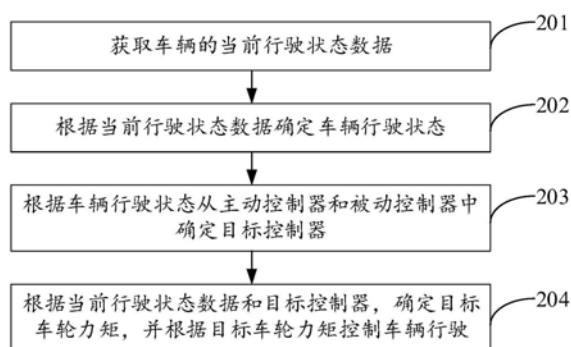 获取车辆的当前行驶状态数据
201
根据当前行驶状态数据确定车辆行驶状态
202
根据车辆行驶状态从主动控制器和被动控制器中
确定目标控制器
203
根据当前行驶状态数据和目标控制器，确定目标
车轮力矩，并根据目标车轮力矩控制车辆行驶
204